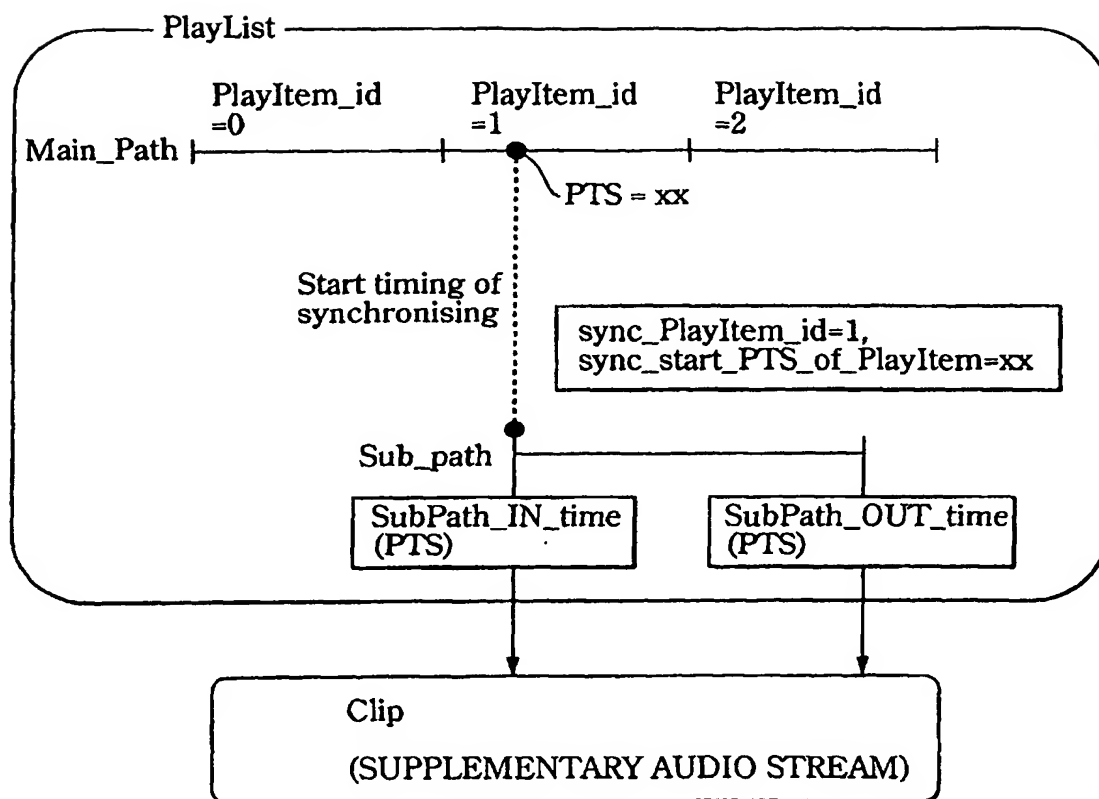 PlayList
PlayItem_id
=0
PlayItem_id
=1
PlayItem_id
=2
Main_Path
PTS = xx
Start timing of
synchronising
sync_PlayItem_id=1,
sync_start_PTS_of_PlayItem=xx
Sub_path
SubPath_IN_time
(PTS)
SubPath_OUT_time
(PTS)
Clip
(SUPPLEMENTARY AUDIO STREAM)